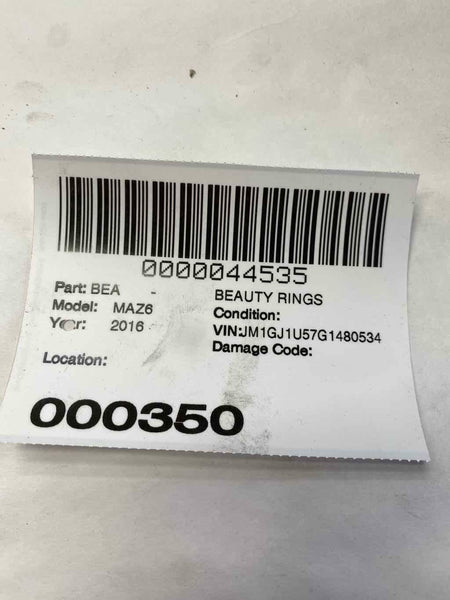 0000044535
Part: BEA - BEAUTY RINGS
Model: MAZ6 Condition:
Year: 2016 VIN:JM1GJ1U57G1480534
Damage Code:
Location:
000350